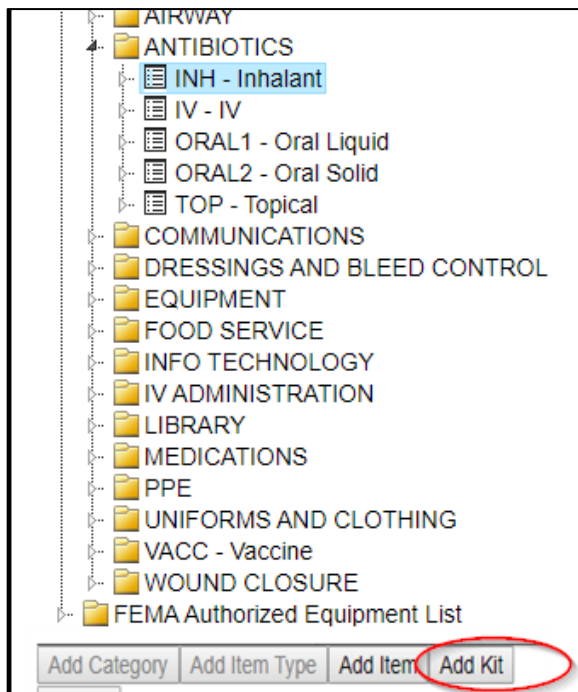 AIRWAY
ANTIBIOTICS
INH - Inhalant
IV - IV
ORAL1 - Oral Liquid
ORAL2 - Oral Solid
TOP - Topical
COMMUNICATIONS
DRESSINGS AND BLEED CONTROL
EQUIPMENT
FOOD SERVICE
INFO TECHNOLOGY
IV ADMINISTRATION
LIBRARY
MEDICATIONS
PPE
UNIFORMS AND CLOTHING
VACC - Vaccine
WOUND CLOSURE
FEMA Authorized Equipment List
Add Category Add Item Type Add Item Add Kit